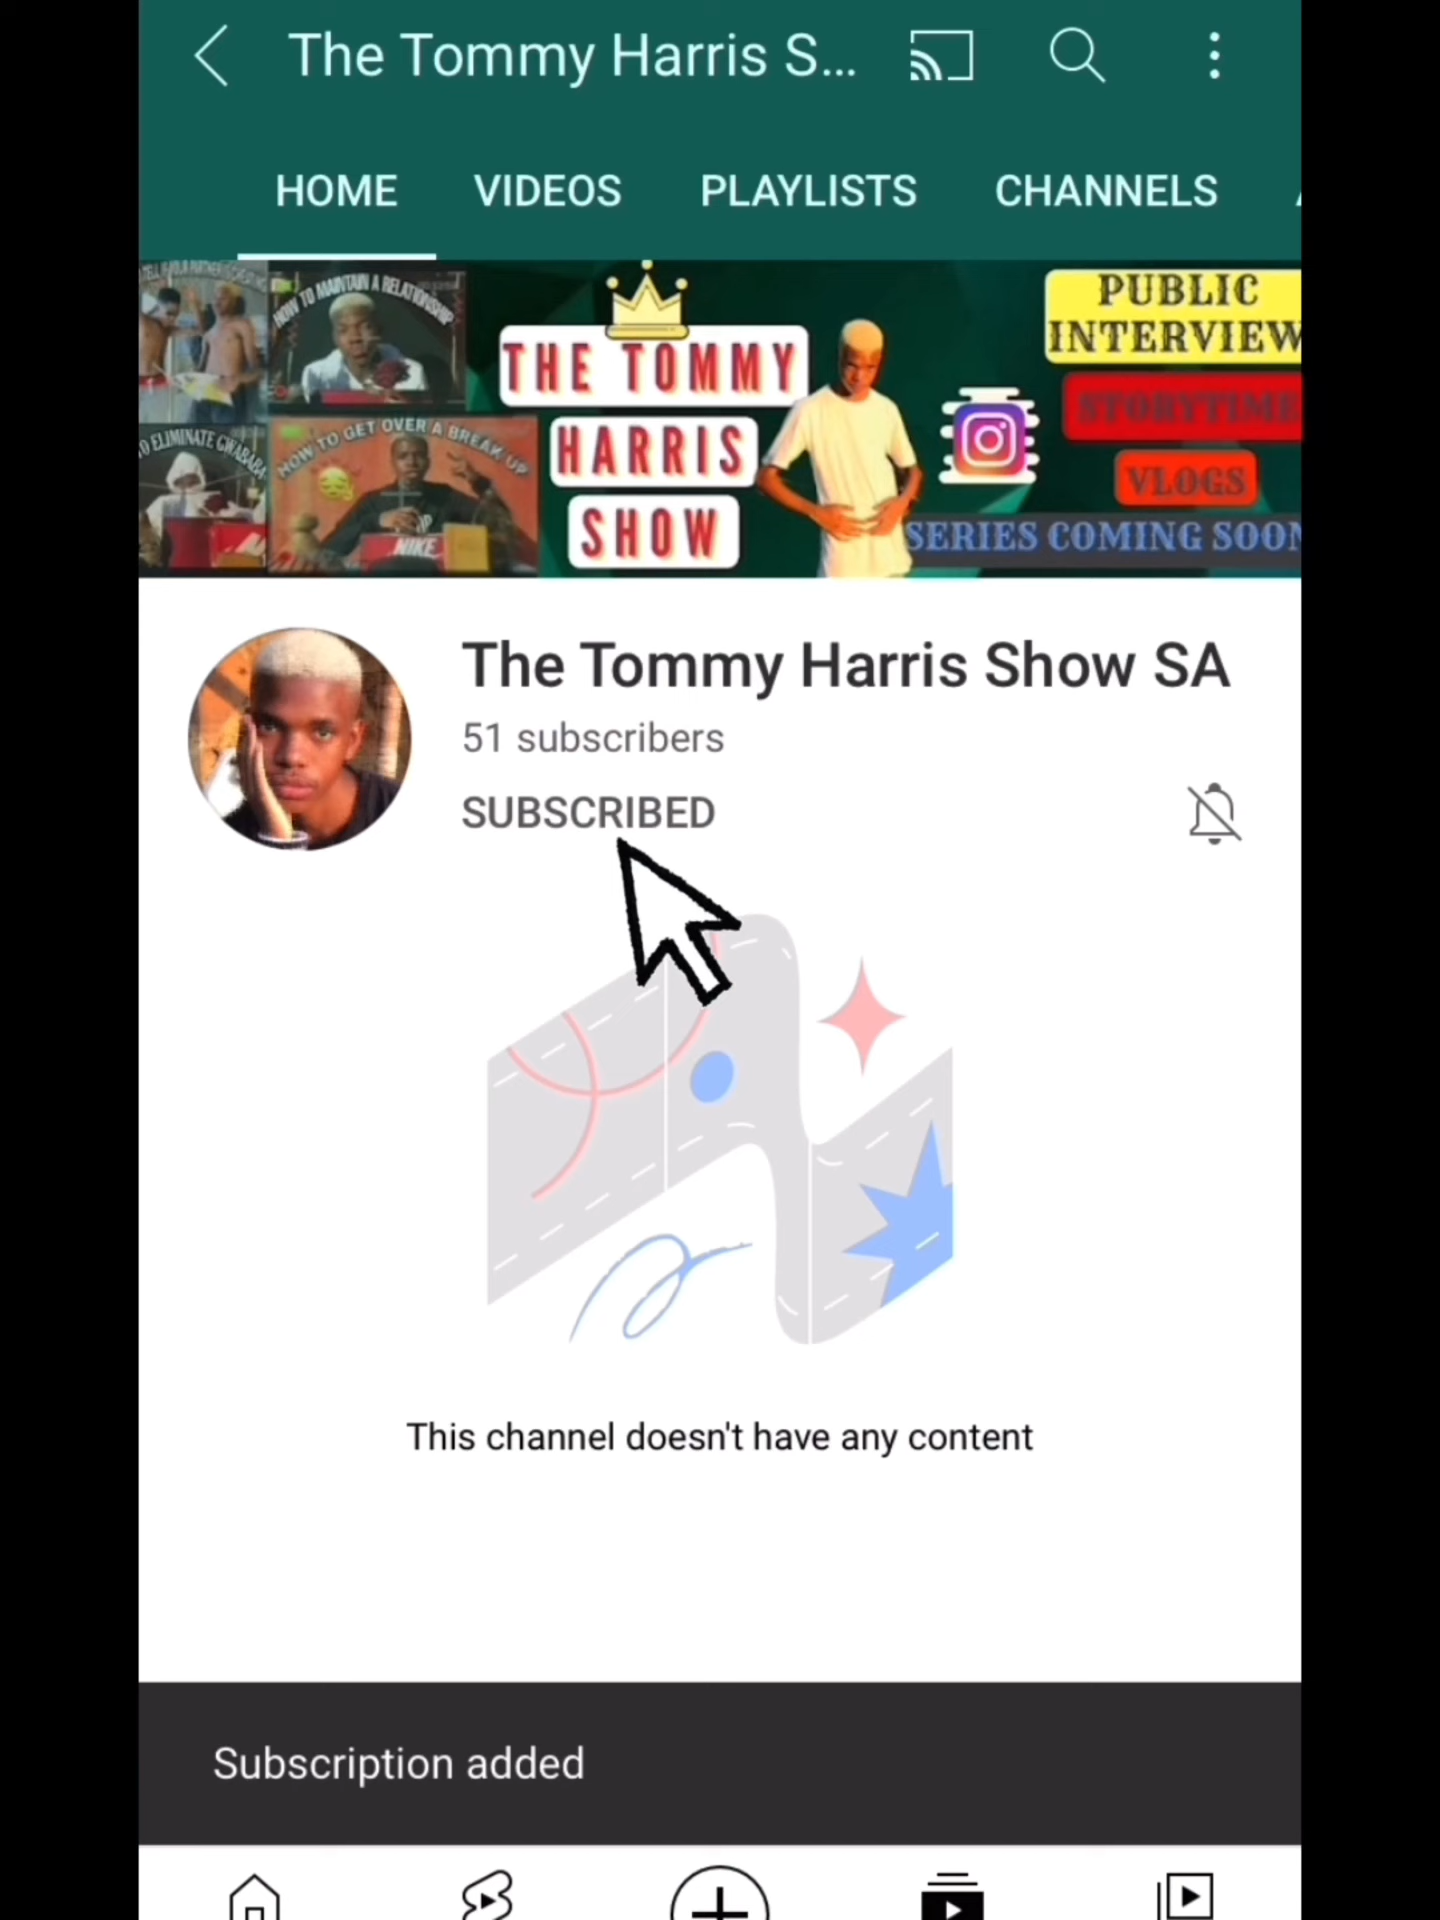 The Tommy Harris S...
HOME VIDEOS PLAYLISTS CHANNELS
HOW TO MAINTAIN A RELATIONSHIP
ELIMINATE GWABABA
HOW TO GET OVER A BREAK UP
NIKE
THE TOMMY
HARRIS
SHOW
PUBLIC
INTERVIEW
STORYTIME
VLOGS
SERIES COMING SOON
The Tommy Harris Show SA
51 subscribers
SUBSCRIBED
This channel doesn't have any content
Subscription added